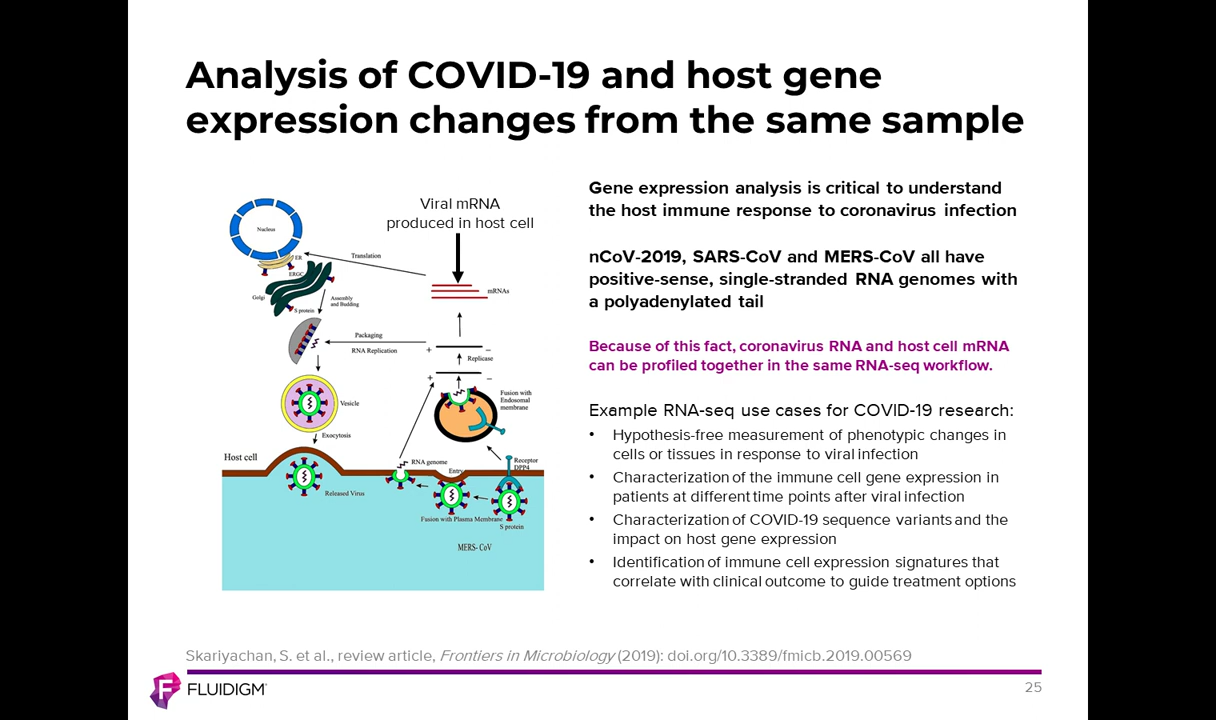 Analysis of COVID-19 and host gene
expression changes from the same sample
Viral mRNA
produced in host cell
Nucleus
ER
ERGC
Golgi
S protein
Translation
Assembly
and Budding
mRNAs
Packaging
RNA Replication
+
−
Replicase
+
−
Vesicle
Fusion with
Endosomal
membrane
Exocytosis
Host cell
RNA genome
Entry
Receptor
DPP4
Released Virus
Fusion with Plasma Membrane
S protein
MERS- CoV
Gene expression analysis is critical to understand
the host immune response to coronavirus infection
nCoV-2019, SARS-CoV and MERS-CoV all have
positive-sense, single-stranded RNA genomes with
a polyadenylated tail
Because of this fact, coronavirus RNA and host cell mRNA
can be profiled together in the same RNA-seq workflow.
Example RNA-seq use cases for COVID-19 research:
• Hypothesis-free measurement of phenotypic changes in
cells or tissues in response to viral infection
• Characterization of the immune cell gene expression in
patients at different time points after viral infection
• Characterization of COVID-19 sequence variants and the
impact on host gene expression
• Identification of immune cell expression signatures that
correlate with clinical outcome to guide treatment options
Skariyachan, S. et al., review article, Frontiers in Microbiology (2019): doi.org/10.3389/fmicb.2019.00569
F FLUIDIGM
25